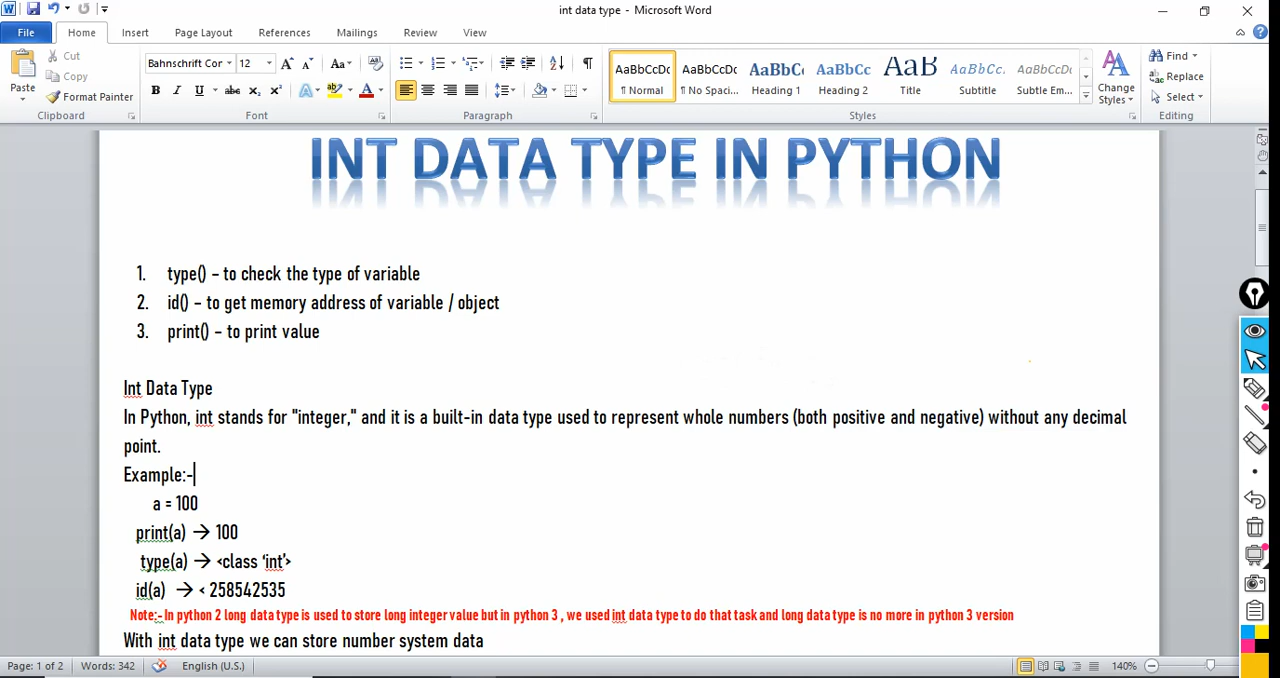 int data type - Microsoft Word
File Home Insert Page Layout References Mailings Review View
Cut
Copy
Format Painter
Paste
Bahnschrift Cor 12
AaBbCcDc AaBbCcDc AaBbC( AaBbCc AaB AaBbCc. AaBbCcDc
¶ Normal ¶ No Spaci... Heading 1 Heading 2 Title Subtitle Subtle Em...
Change
Styles
Find
Replace
Select
Clipboard Font Paragraph Styles Editing
INT DATA TYPE IN PYTHON
1. type() – to check the type of variable
2. id() – to get memory address of variable / object
3. print() – to print value
Int Data Type
In Python, int stands for "integer," and it is a built-in data type used to represent whole numbers (both positive and negative) without any decimal
point.
Example:-
a = 100
print(a) → 100
type(a) → <class ‘int’>
id(a) → < 258542535
Note:- In python 2 long data type is used to store long integer value but in python 3 , we used int data type to do that task and long data type is no more in python 3 version
With int data type we can store number system data
Page: 1 of 2 Words: 342 English (U.S.) 140%